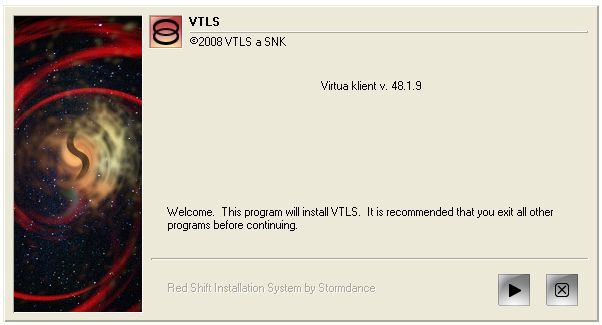 VTLS
©2008 VTLS a SNK
Virtua klient v. 48.1.9
Welcome. This program will install VTLS. It is recommended that you exit all other
programs before continuing.
Red Shift Installation System by Stormdance